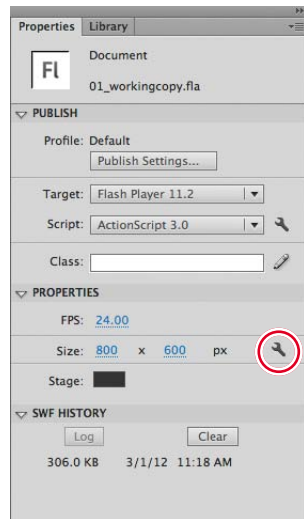 Properties Library
Fl
Document
01_workingcopy.fla
PUBLISH
Profile: Default
Publish Settings...
Target: Flash Player 11.2
Script: ActionScript 3.0
Class:
PROPERTIES
FPS: 24.00
Size: 800 x 600 px
Stage:
SWF HISTORY
Log Clear
306.0 KB 3/1/12 11:18 AM